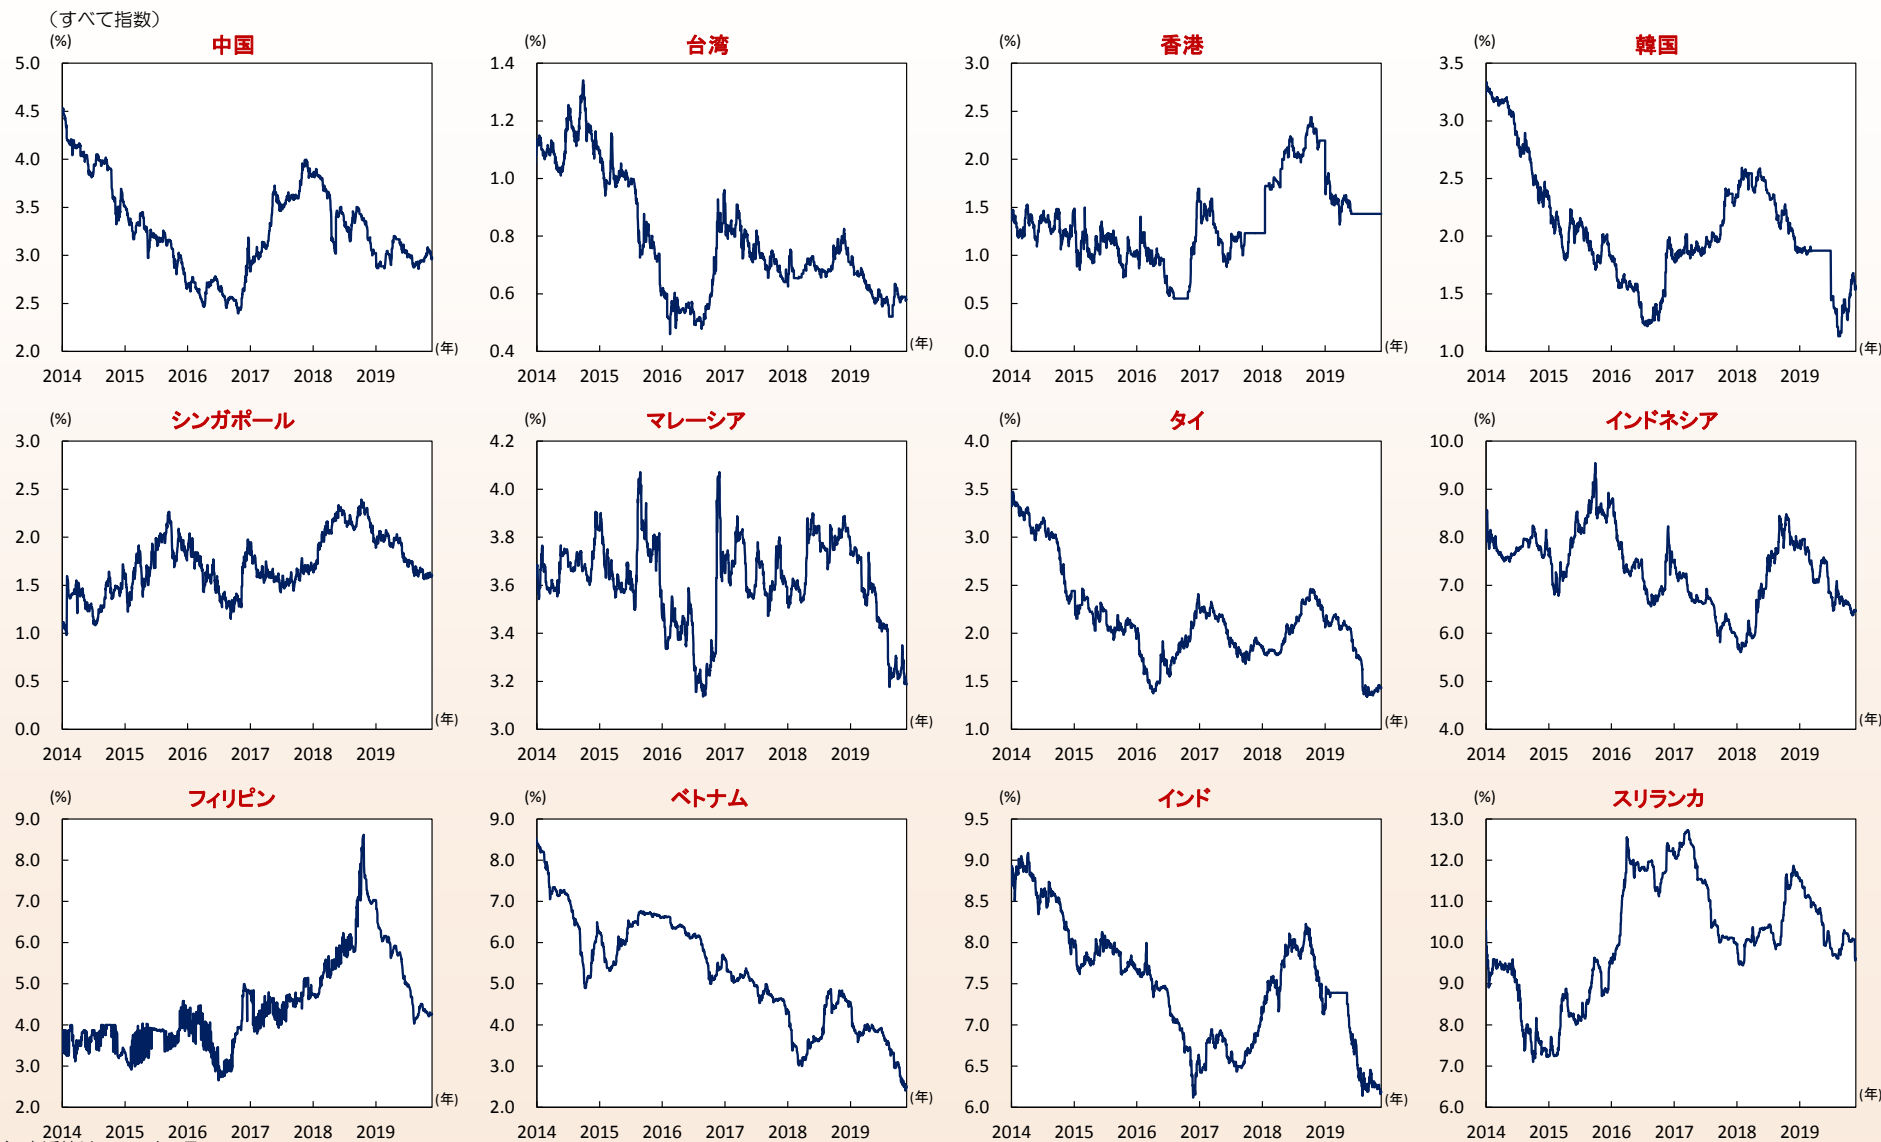 （すべて指数）
(%) 中国 (%) 台湾 (%) 香港 (%) 韓国
5.0 1.4 3.0 3.5
4.5 1.2 2.5 3.0
4.0 1.0 2.0 2.5
3.5 0.8 1.5 2.0
3.0 0.6 1.0 1.5
2.5 0.4 0.5 1.0
2.0 0.0
(年) (年) (年) (年)
2014 2015 2016 2017 2018 2019 2014 2015 2016 2017 2018 2019 2014 2015 2016 2017 2018 2019 2014 2015 2016 2017 2018 2019
(%) シンガポール (%) マレーシア (%) タイ (%) インドネシア
3.0 4.2 4.0 10.0
2.5 4.0 3.5 9.0
2.0 3.8 3.0 8.0
1.5 3.6 2.5 7.0
1.0 3.4 2.0 6.0
0.5 3.2 1.5 5.0
0.0 3.0 1.0 4.0
(年) (年) (年) (年)
2014 2015 2016 2017 2018 2019 2014 2015 2016 2017 2018 2019 2014 2015 2016 2017 2018 2019 2014 2015 2016 2017 2018 2019
(%) フィリピン (%) ベトナム (%) インド (%) スリランカ
9.0 9.0 9.5 13.0
8.0 8.0 9.0 12.0
7.0 7.0 8.5 11.0
6.0 6.0 8.0 10.0
5.0 5.0 7.5 9.0
4.0 4.0 7.0 8.0
3.0 3.0 6.5 7.0
2.0 2.0 6.0 6.0
(年) (年) (年) (年)
2014 2015 2016 2017 2018 2019 2014 2015 2016 2017 2018 2019 2014 2015 2016 2017 2018 2019 2014 2015 2016 2017 2018 2019